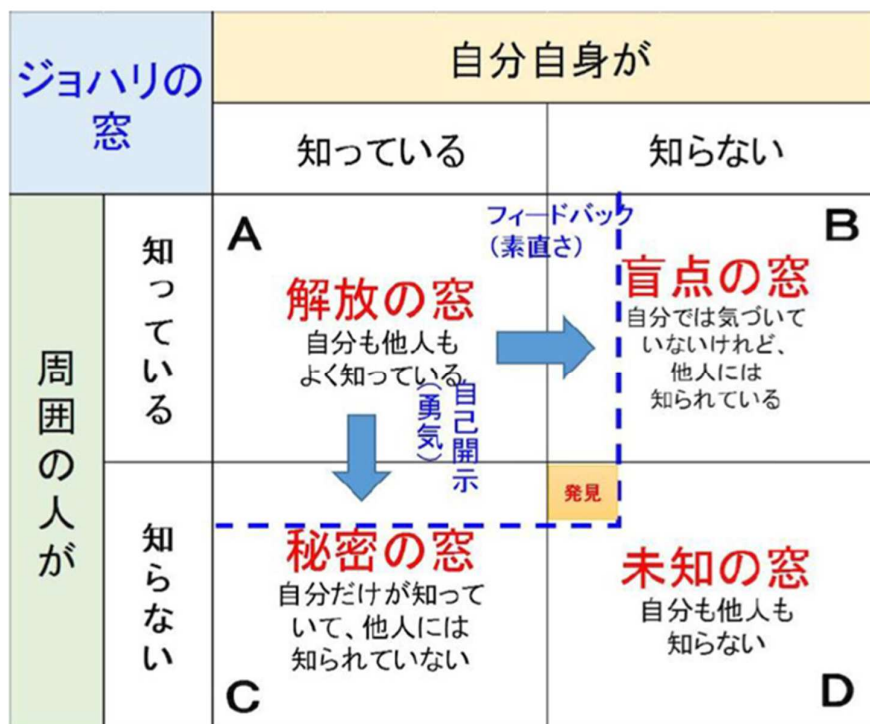 ジョハリの
窓
自分自身が
知っている
知らない
周囲の人が
知っている
A
解放の窓
自分も他人も
よく知っている
フィードバック
(素直さ)
B
盲点の窓
自分では気づいて
いないけれど、
他人には
知られている
自己開示
(勇気)
発見
知らない
秘密の窓
自分だけが知って
いて、他人には
知られていない
C
未知の窓
自分も他人も
知らない
D